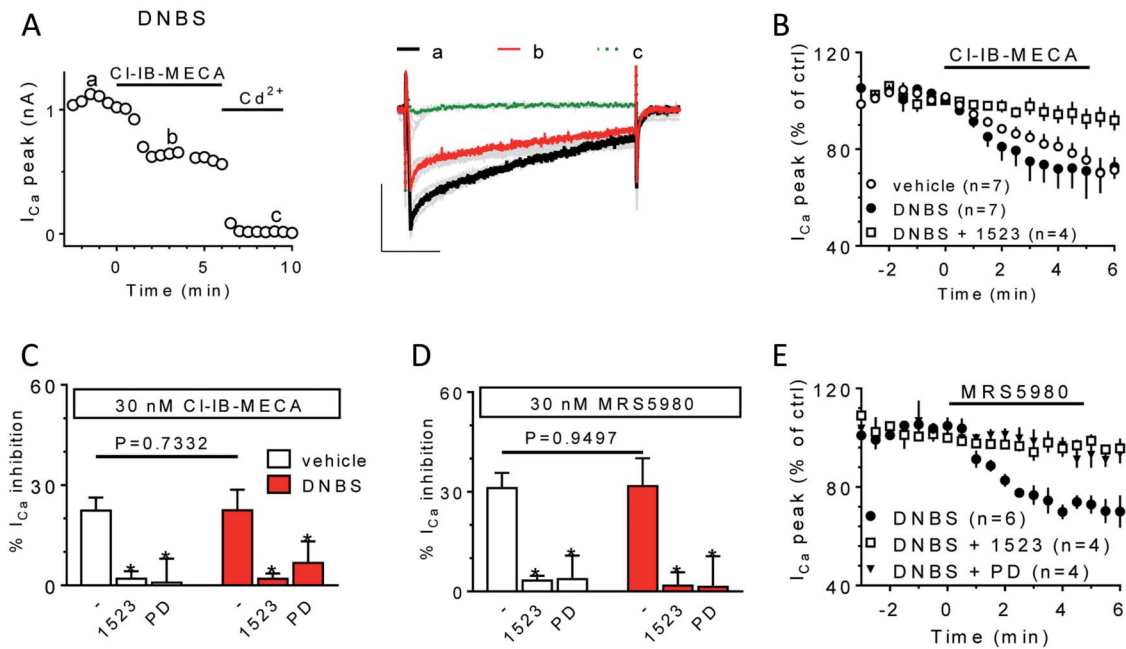 A
DNBS
Cl-IB-MECA
Cd2+
a
b
c
1
0
ICa peak (nA)
0
5
10
Time (min)
a
b
c
B
Cl-IB-MECA
120
80
40
ICa peak (% of ctrl)
vehicle (n=7)
DNBS (n=7)
DNBS + 1523 (n=4)
-2
0
2
4
6
Time (min)
C
60
30
0
% ICa inhibition
30 nM Cl-IB-MECA
P=0.7332
vehicle
DNBS
*
*
*
*
-
1523
PD
-
1523
PD
D
60
30
0
% ICa inhibition
30 nM MRS5980
P=0.9497
*
*
*
*
-
1523
PD
-
1523
PD
E
MRS5980
120
80
40
ICa peak (% of ctrl)
DNBS (n=6)
DNBS + 1523 (n=4)
DNBS + PD (n=4)
-2
0
2
4
6
Time (min)